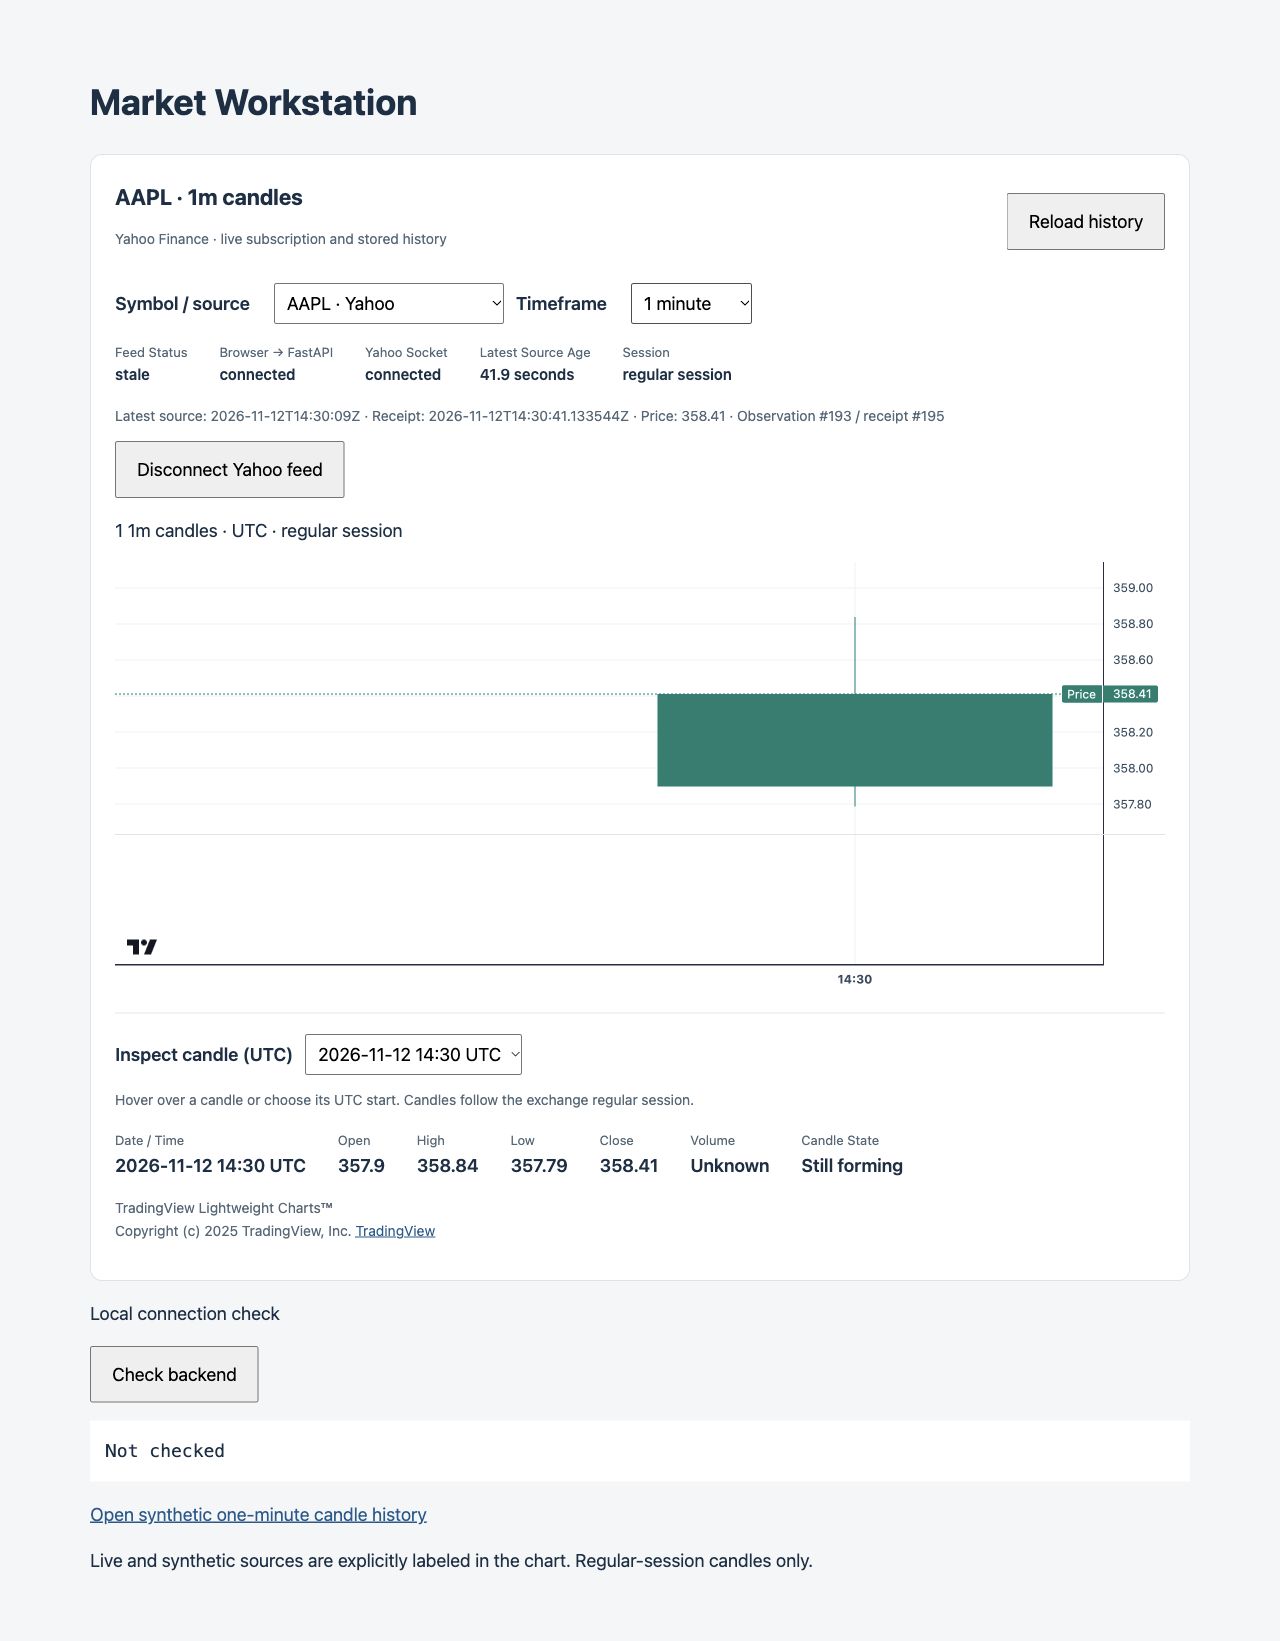 Market Workstation
AAPL · 1m candles
Yahoo Finance · live subscription and stored history
Reload history
Symbol / source
AAPL · Yahoo
Timeframe
1 minute
Feed Status
stale
Browser → FastAPI
connected
Yahoo Socket
connected
Latest Source Age
41.9 seconds
Session
regular session
Latest source: 2026-11-12T14:30:09Z · Receipt: 2026-11-12T14:30:41.133544Z · Price: 358.41 · Observation #193 / receipt #195
Disconnect Yahoo feed
1 1m candles · UTC · regular session
359.00
358.80
358.60
Price 358.41
358.20
358.00
357.80
14:30
Inspect candle (UTC)
2026-11-12 14:30 UTC
Hover over a candle or choose its UTC start. Candles follow the exchange regular session.
Date / Time
2026-11-12 14:30 UTC
Open
357.9
High
358.84
Low
357.79
Close
358.41
Volume
Unknown
Candle State
Still forming
TradingView Lightweight Charts™
Copyright (c) 2025 TradingView, Inc. TradingView
Local connection check
Check backend
Not checked
Open synthetic one-minute candle history
Live and synthetic sources are explicitly labeled in the chart. Regular-session candles only.